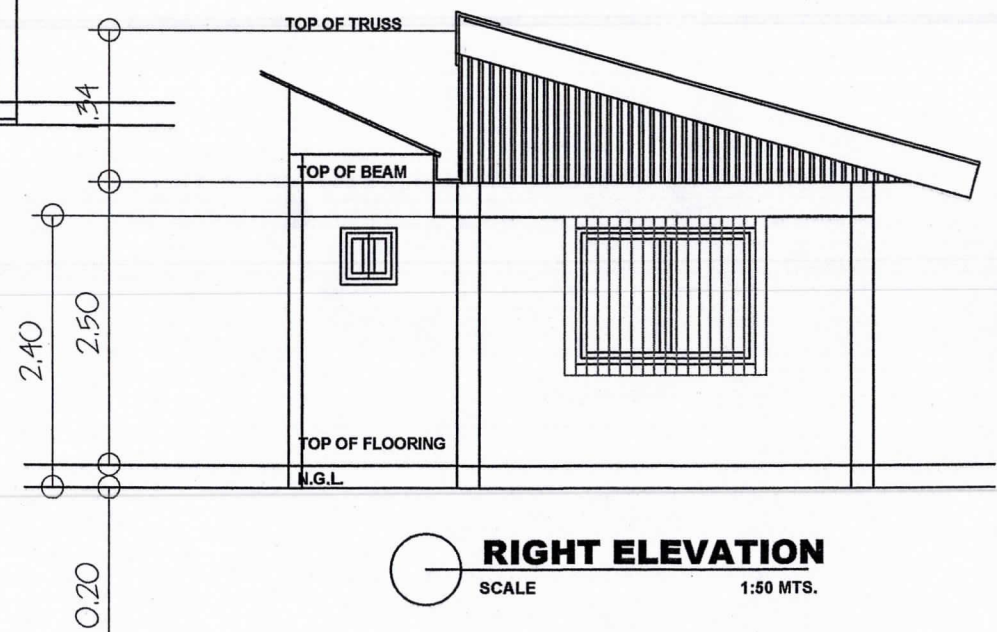 TOP OF TRUSS
1.34
TOP OF BEAM
2.50
2.40
TOP OF FLOORING
N.G.L.
RIGHT ELEVATION
SCALE 1:50 MTS.
0.20